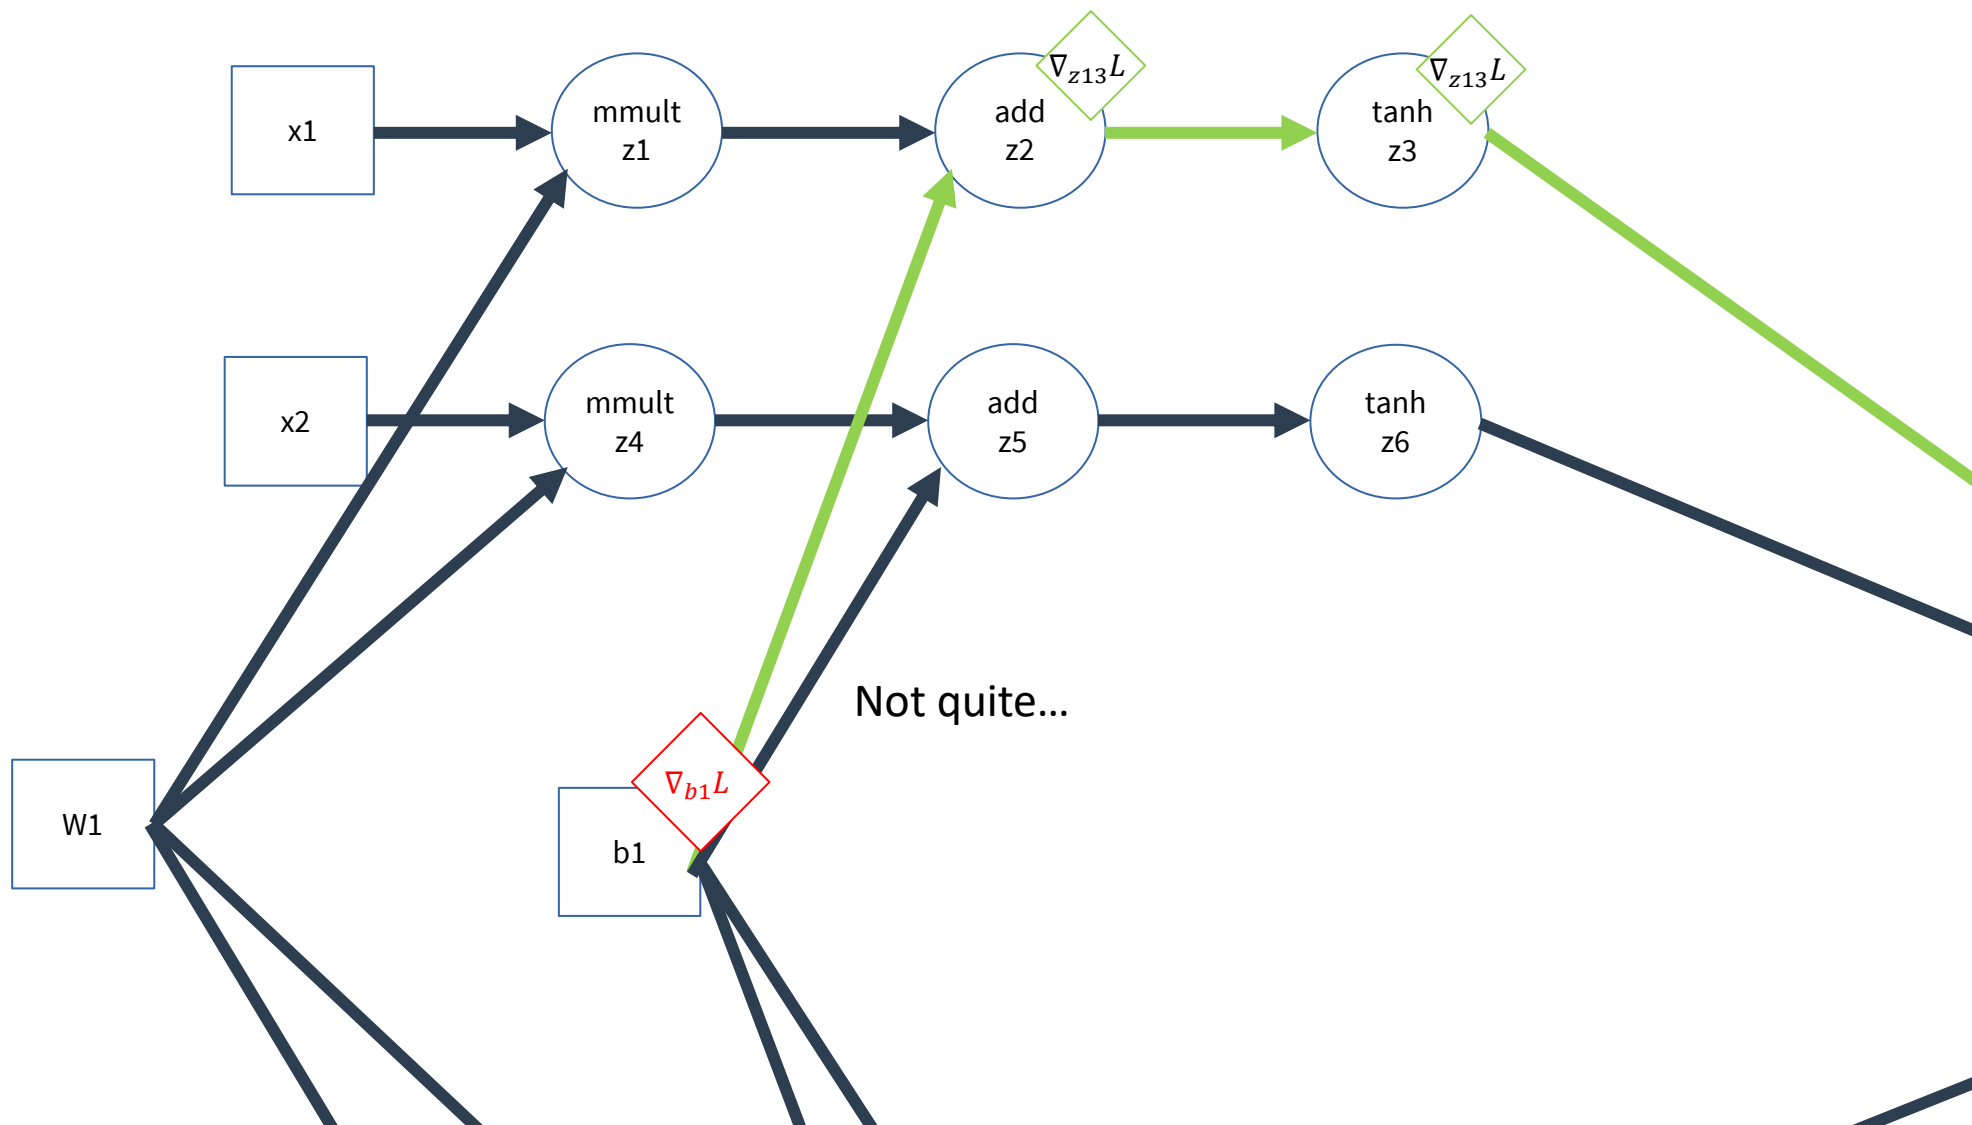 ∇z13L
∇z13L
x1
mmult
z1
add
z2
tanh
z3
x2
mmult
z4
add
z5
tanh
z6
Not quite...
∇b1L
W1
b1